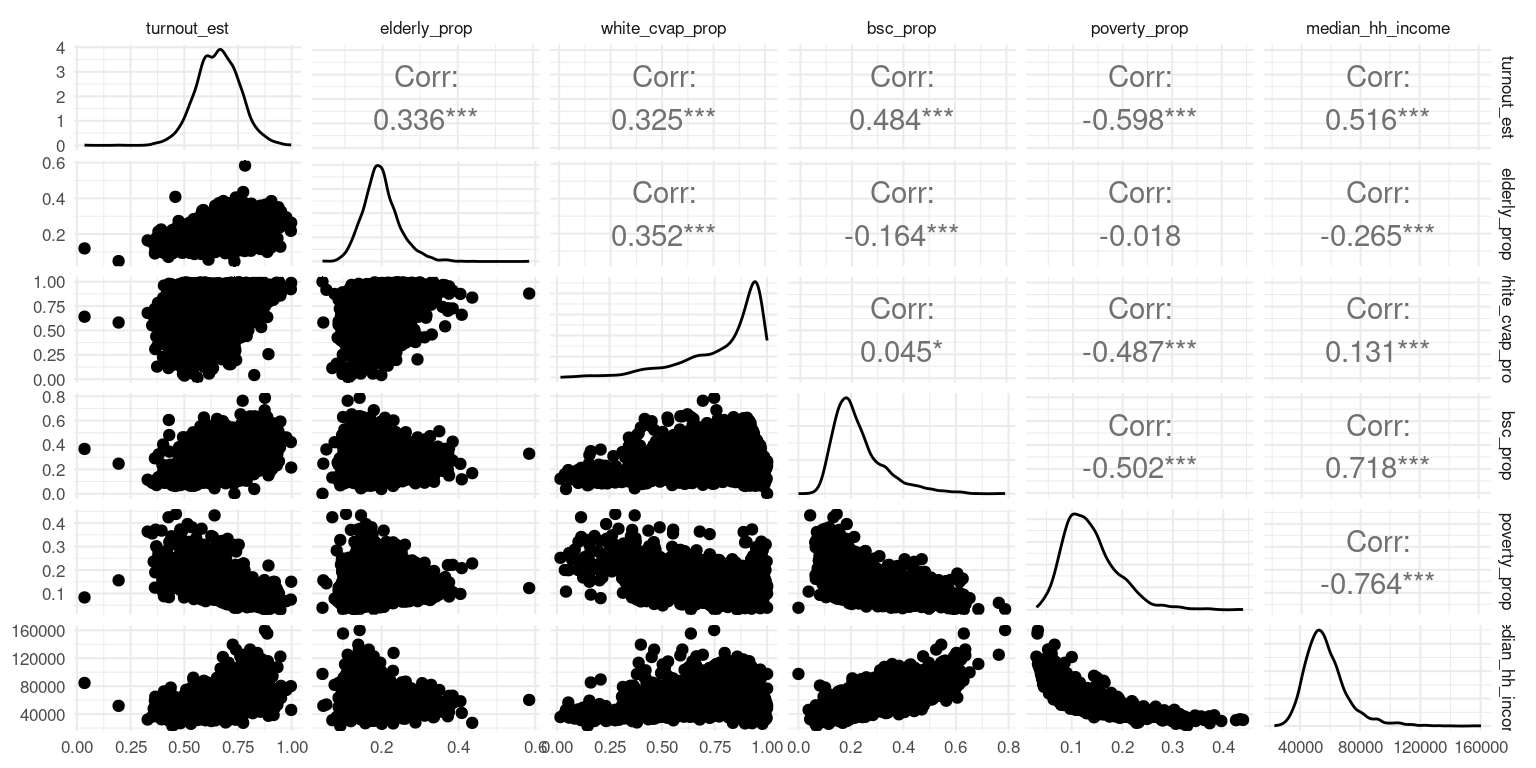 turnout_est elderly_prop white_cvap_prop bsc_prop poverty_prop median_hh_income
4
3
2
1
0
Corr:
0.336***
Corr:
0.325***
Corr:
0.484***
Corr:
-0.598***
Corr:
0.516***
turnout_est
0.6
0.4
0.2
Corr:
0.352***
Corr:
-0.164***
Corr:
-0.018
Corr:
-0.265***
elderly_prop
1.00
0.75
0.50
0.25
0.00
Corr:
0.045*
Corr:
-0.487***
Corr:
0.131***
hite_cvap_pro
0.8
0.6
0.4
0.2
0.0
Corr:
-0.502***
Corr:
0.718***
bsc_prop
0.4
0.3
0.2
0.1
Corr:
-0.764***
poverty_prop
160000
120000
80000
40000
edian_hh_incor
0.00 0.25 0.50 0.75 1.00
0.2 0.4 0.6
0.00 0.25 0.50 0.75 1.00
0.0 0.2 0.4 0.6 0.8
0.1 0.2 0.3 0.4
40000 80000 120000 160000